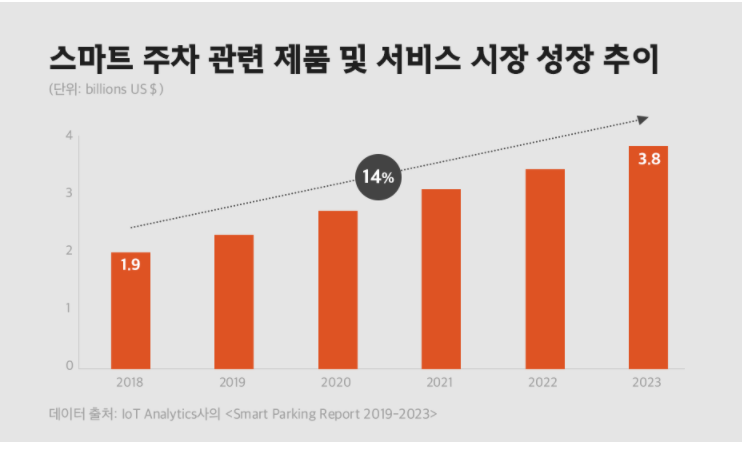 스마트 주차 관련 제품 및 서비스 시장 성장 추이
(단위: billions US $)
4
3
2
1
0
14%
1.9
3.8
2018 2019 2020 2021 2022 2023
데이터 출처: IoT Analytics사의 <Smart Parking Report 2019-2023>